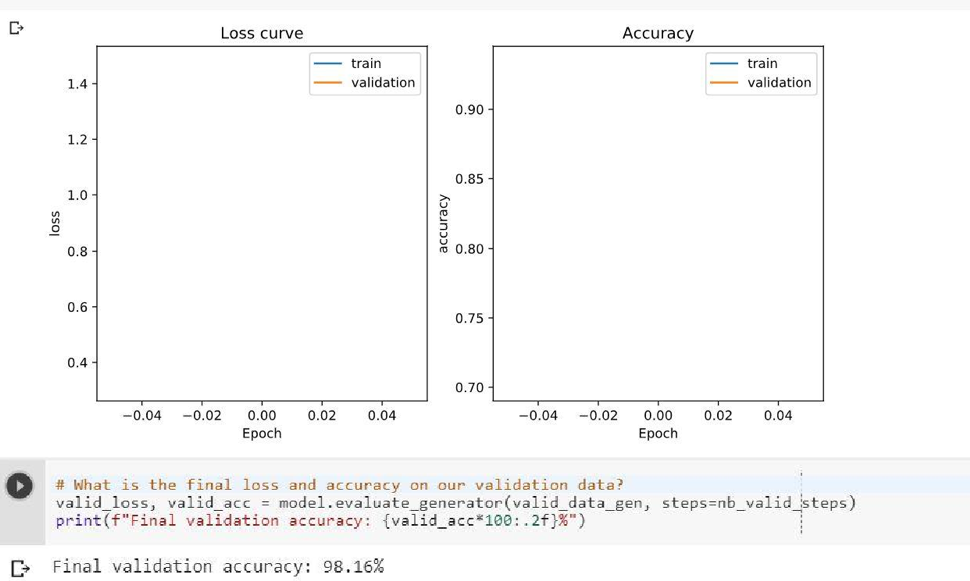 Loss curve
train
validation
1.4
1.2
1.0
0.8
0.6
0.4
loss
−0.04 −0.02 0.00 0.02 0.04
Epoch
Accuracy
train
validation
0.90
0.85
0.80
0.75
0.70
accuracy
−0.04 −0.02 0.00 0.02 0.04
Epoch
# What is the final loss and accuracy on our validation data?
valid_loss, valid_acc = model.evaluate_generator(valid_data_gen, steps=nb_valid_steps)
print(f"Final validation accuracy: {valid_acc*100:.2f}%")
Final validation accuracy: 98.16%